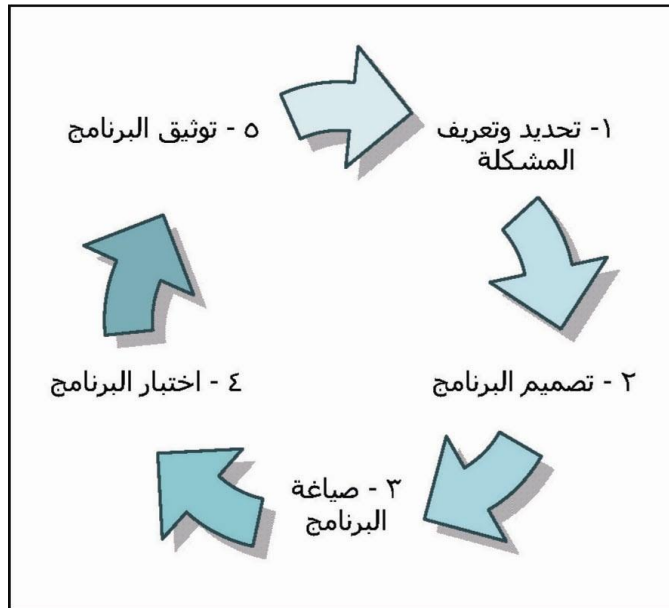 ١- تحديد وتعريف
المشكلة
٢ - تصميم البرنامج
٣ - صياغة
البرنامج
٤ - اختبار البرنامج
٥ - توثيق البرنامج